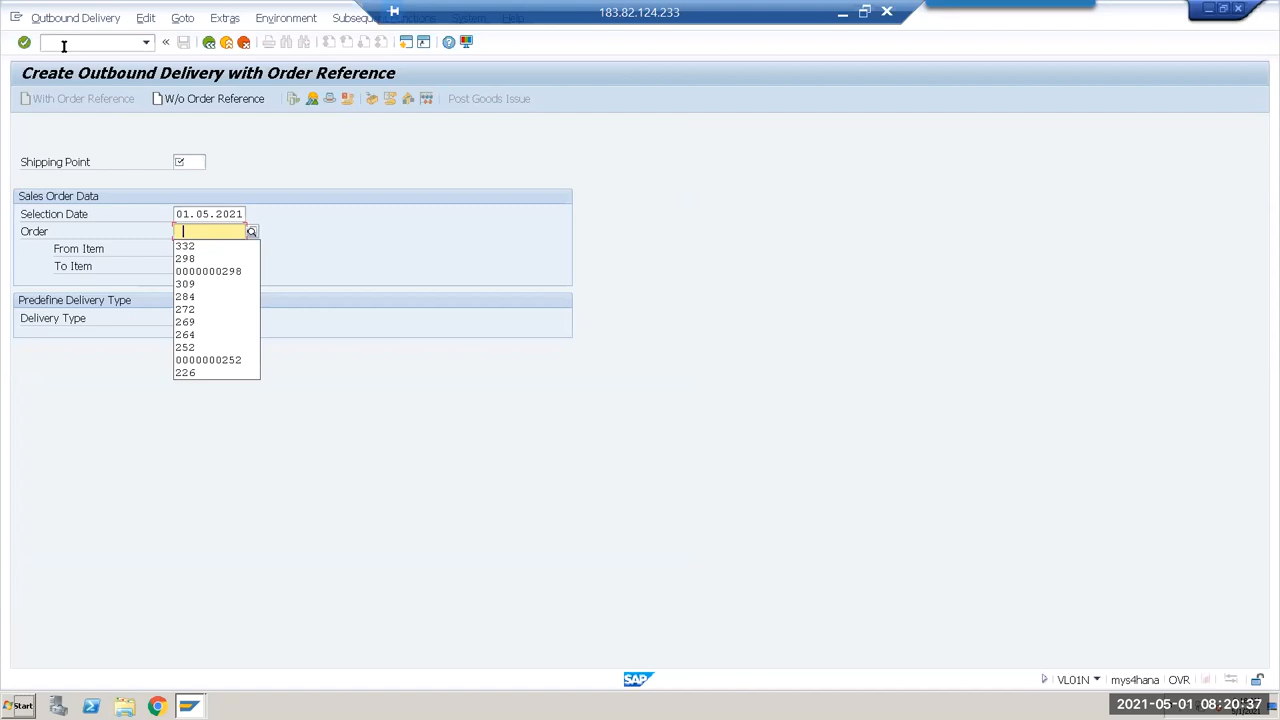 Outbound Delivery Edit Goto Extras Environment
183.82.124.233
Create Outbound Delivery with Order Reference
With Order Reference W/o Order Reference Post Goods Issue
Shipping Point
Sales Order Data
Selection Date 01.05.2021
Order
From Item
To Item
332
298
0000000298
309
284
272
269
264
252
0000000252
226
Predefine Delivery Type
Delivery Type
SAP
VL01N mys4hana OVR
Start
2021-05-01 08:20:37